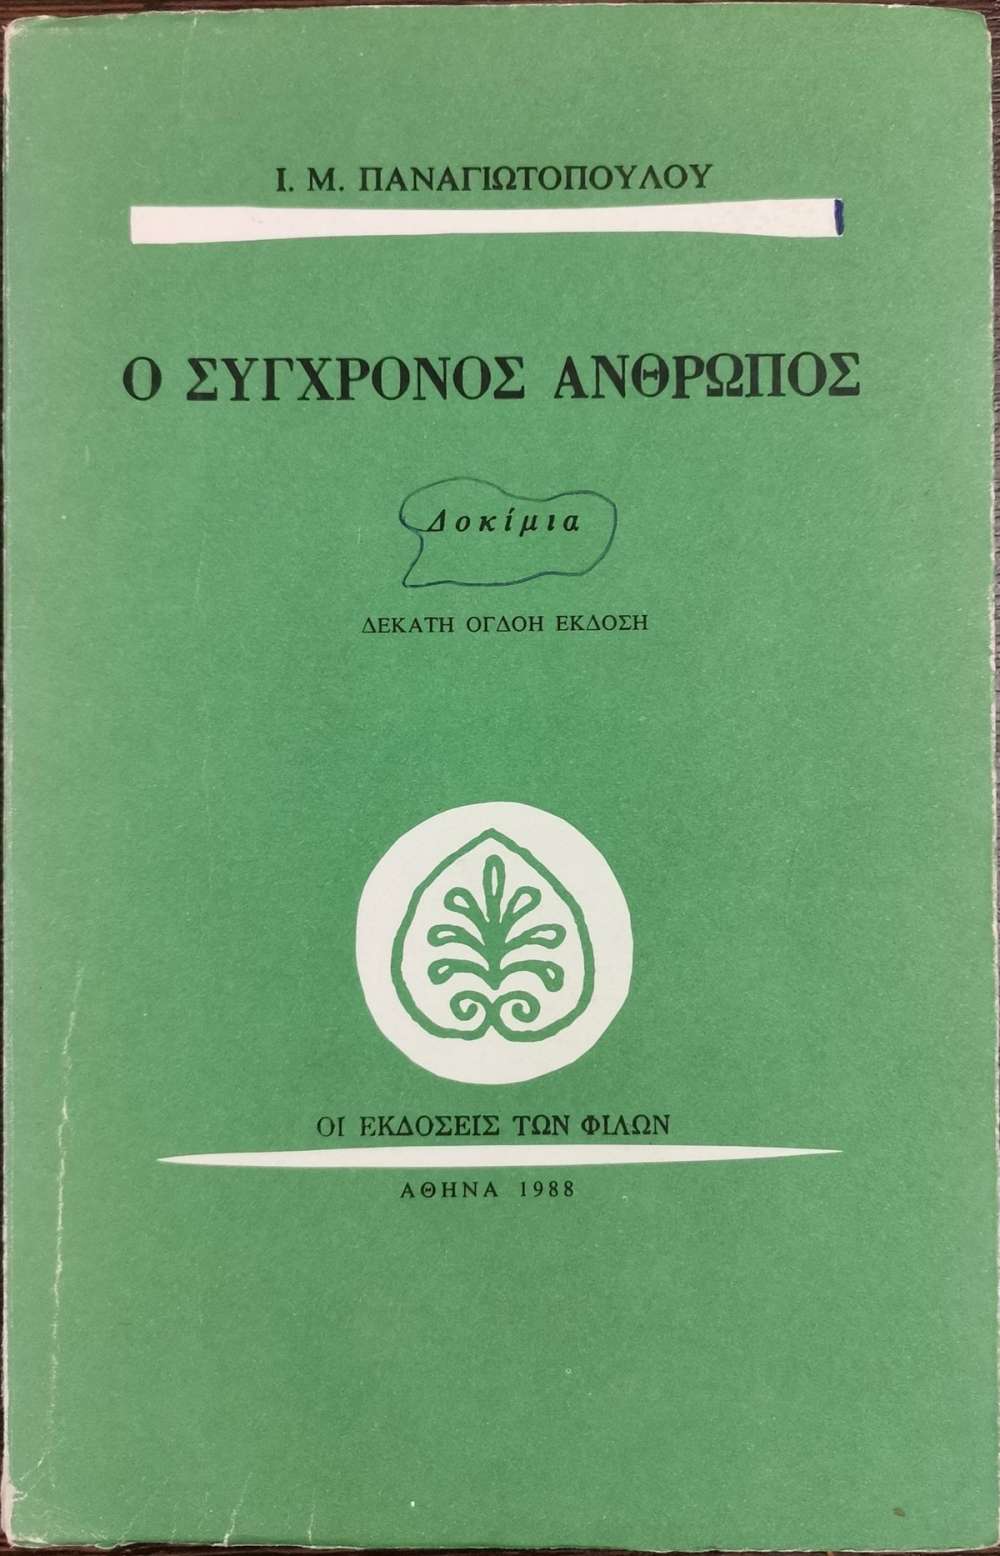 Ι. Μ. ΠΑΝΑΓΙΩΤΟΠΟΥΛΟΥ
Ο ΣΥΓΧΡΟΝΟΣ ΑΝΘΡΩΠΟΣ
Δοκίμια
ΔΕΚΑΤΗ ΟΓΔΟΗ ΕΚΔΟΣΗ
ΟΙ ΕΚΔΟΣΕΙΣ ΤΩΝ ΦΙΛΩΝ
ΑΘΗΝΑ 1988